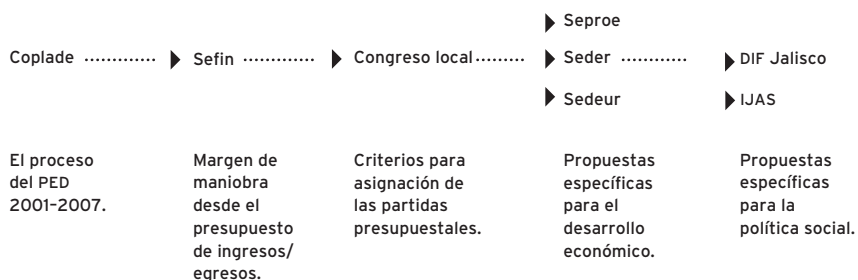 Seproe
Coplade ............. Sefin ............. Congreso local ......... Seder ............ DIF Jalisco
Sedeur IJAS
El proceso
del PED
2001–2007.
Margen de
maniobra
desde el
presupuesto
de ingresos/
egresos.
Criterios para
asignación de
las partidas
presupuestales.
Propuestas
específicas
para el
desarrollo
económico.
Propuestas
específicas
para la
política social.